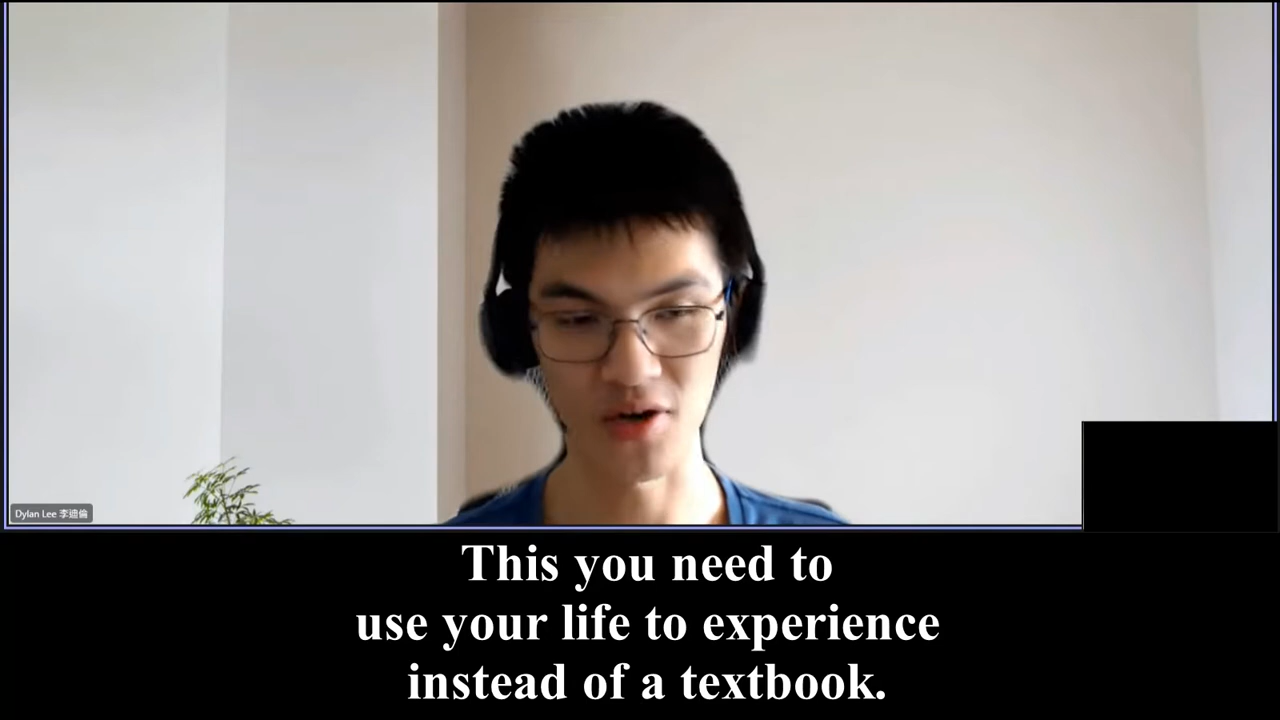 Dylan Lee 李迪倫
This you need to
use your life to experience
instead of a textbook.